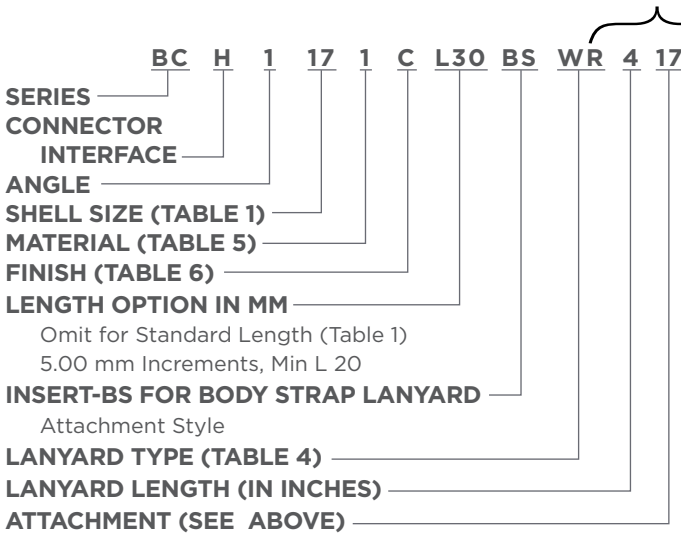 BC H 1 17 1 C L30 BS WR 4 17
SERIES
CONNECTOR
INTERFACE
ANGLE
SHELL SIZE (TABLE 1)
MATERIAL (TABLE 5)
FINISH (TABLE 6)
LENGTH OPTION IN MM
Omit for Standard Length (Table 1)
5.00 mm Increments, Min L 20
INSERT-BS FOR BODY STRAP LANYARD
Attachment Style
LANYARD TYPE (TABLE 4)
LANYARD LENGTH (IN INCHES)
ATTACHMENT (SEE ABOVE)